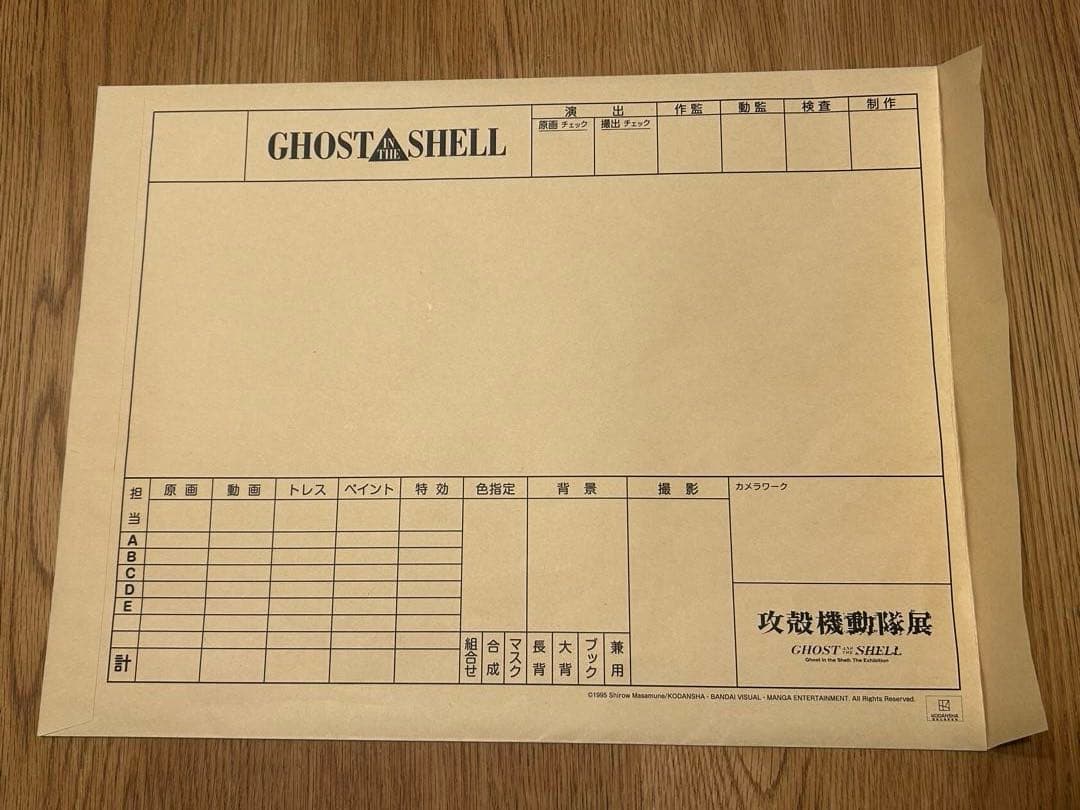 GHOST IN THE SHELL
演出 作監 動監 検査 制作
原画 チェック 撮出 チェック
担当 原画 動画 トレス ペイント 特効 色指定 背景 撮影 カメラワーク
A
B
C
D
E
計
組合せ 合成 マスク 長背 大背 ブック 兼用
攻殻機動隊展
GHOST AND THE SHELL
Ghost in the Shell: The Exhibition
©1995 Shirow Masamune/KODANSHA・BANDAI VISUAL・MANGA ENTERTAINMENT. All Rights Reserved.
KODANSHA